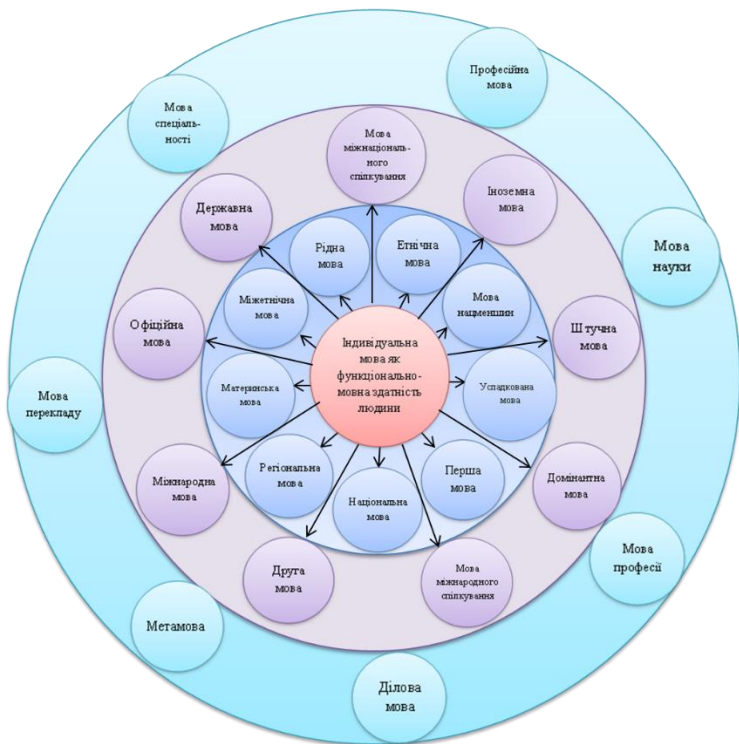 Професійна
мова
Мова
спеціаль-
ності
Мова
науки
Мова
перекладу
Мова
професії
Метамова
Ділова
мова
Мова
міжнаціональ-
ного
спілкування
Державна
мова
Іноземна
мова
Офіційна
мова
Штучна
мова
Міжнародна
мова
Домінантна
мова
Друга
мова
Мова
міжнародного
спілкування
Рідна
мова
Етнічна
мова
Міжетнічна
мова
Мова
нацменшин
Материнська
мова
Успадкована
мова
Регіональна
мова
Перша
мова
Національна
мова
Індивідуальна
мова як
функціонально-
мовна здатність
людини